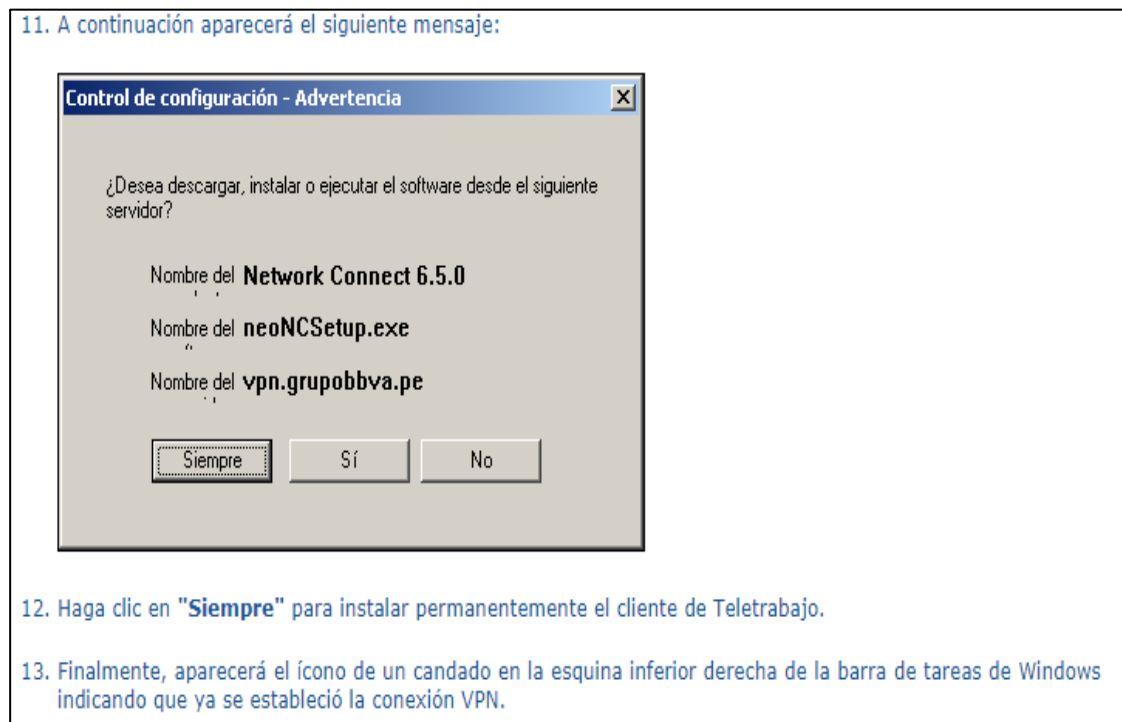 11. A continuación aparecerá el siguiente mensaje:
Control de configuración - Advertencia
¿Desea descargar, instalar o ejecutar el software desde el siguiente
servidor?
Nombre del Network Connect 6.5.0
Nombre del neoNCSetup.exe
Nombre del vpn.grupobbva.pe
Siempre Sí No
12. Haga clic en "Siempre" para instalar permanentemente el cliente de Teletrabajo.
13. Finalmente, aparecerá el ícono de un candado en la esquina inferior derecha de la barra de tareas de Windows
indicando que ya se estableció la conexión VPN.